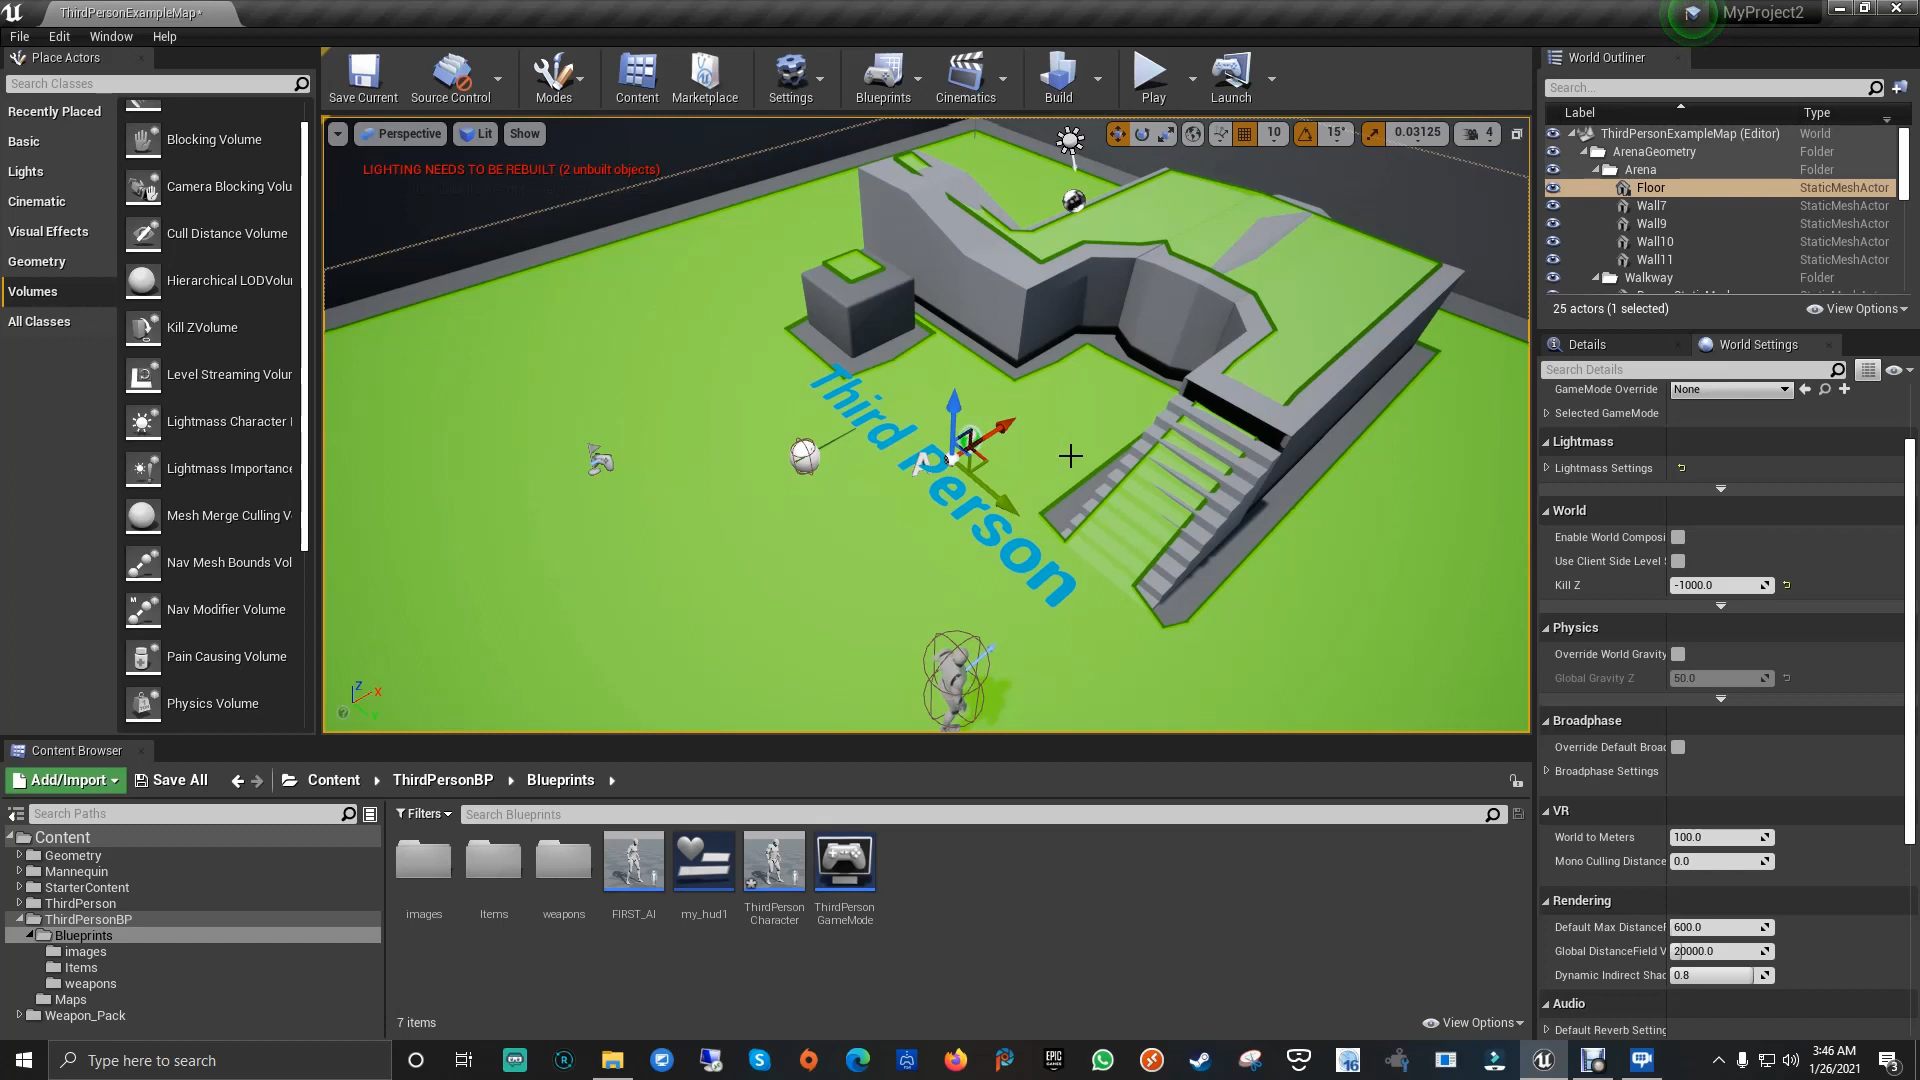 ThirdPersonExampleMap*
MyProject2
File Edit Window Help
Place Actors
Search Classes
Recently Placed
Basic
Lights
Cinematic
Visual Effects
Geometry
Volumes
All Classes
Blocking Volume
Camera Blocking Volu
Cull Distance Volume
Hierarchical LODVolun
Kill ZVolume
Level Streaming Volur
Lightmass Character I
Lightmass Importance
Mesh Merge Culling V
Nav Mesh Bounds Vol
Nav Modifier Volume
Pain Causing Volume
Physics Volume
Save Current
Source Control
Modes
Content
Marketplace
Settings
Blueprints
Cinematics
Build
Play
Launch
Perspective Lit Show
10 15° 0.03125 4
LIGHTING NEEDS TO BE REBUILT (2 unbuilt objects)
Third Person
Z X Y
World Outliner
Search...
Label Type
ThirdPersonExampleMap (Editor) World
ArenaGeometry Folder
Arena Folder
Floor StaticMeshActor
Wall7 StaticMeshActor
Wall9 StaticMeshActor
Wall10 StaticMeshActor
Wall11 StaticMeshActor
Walkway Folder
25 actors (1 selected) View Options
Details World Settings
Search Details
GameMode Override None
Selected GameMode
Lightmass
Lightmass Settings
World
Enable World Composi
Use Client Side Level
Kill Z -1000.0
Physics
Override World Gravity
Global Gravity Z 50.0
Broadphase
Override Default Broad
Broadphase Settings
VR
World to Meters 100.0
Mono Culling Distance 0.0
Rendering
Default Max DistanceF 600.0
Global DistanceField V 20000.0
Dynamic Indirect Shad 0.8
Audio
Default Reverb Setting
Content Browser
Add/Import Save All Content ThirdPersonBP Blueprints
Search Paths
Filters Search Blueprints
Content
Geometry
Mannequin
StarterContent
ThirdPerson
ThirdPersonBP
Blueprints
images
Items
weapons
Maps
Weapon_Pack
images
Items
weapons
FIRST_AI
my_hud1
ThirdPerson
Character
ThirdPerson
GameMode
7 items View Options
Type here to search
EPIC
GAMES
16
3:46 AM
1/26/2021
3